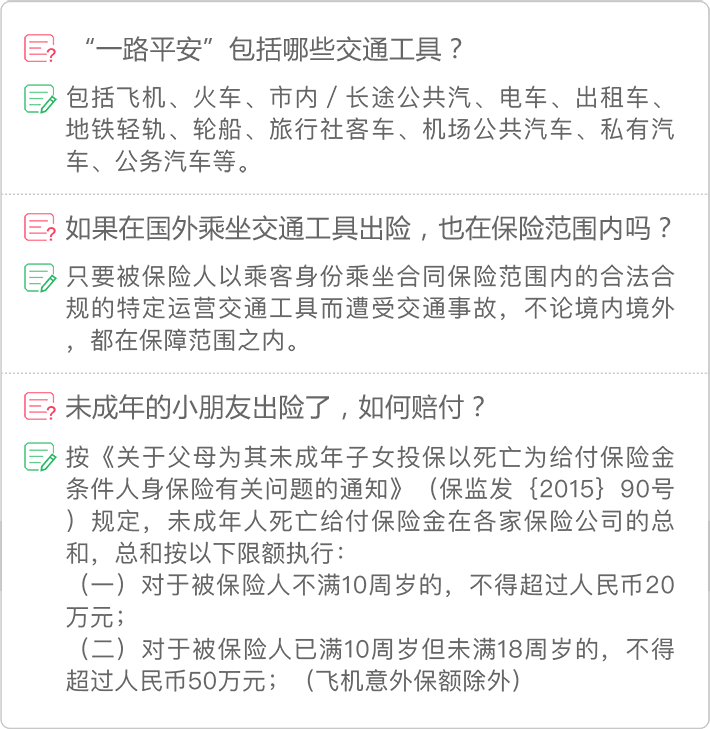 “一路平安”包括哪些交通工具？
包括飞机、火车、市内/长途公共汽、电车、出租车、
地铁轻轨、轮船、旅行社客车、机场公共汽车、私有汽
车、公务汽车等。
如果在国外乘坐交通工具出险，也在保险范围内吗？
只要被保险人以乘客身份乘坐合同保险范围内的合法合
规的特定运营交通工具而遭受交通事故，不论境内境外
，都在保障范围之内。
未成年的小朋友出险了，如何赔付？
按《关于父母为其未成年子女投保以死亡为给付保险金
条件人身保险有关问题的通知》（保监发｛2015｝90号
）规定，未成年人死亡给付保险金在各家保险公司的总
和，总和按以下限额执行：
（一）对于被保险人不满10周岁的，不得超过人民币20
万元；
（二）对于被保险人已满10周岁但未满18周岁的，不得
超过人民币50万元；（飞机意外保额除外）